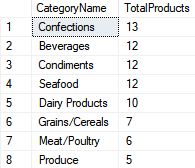 CategoryName TotalProducts
1 Confections 13
2 Beverages 12
3 Condiments 12
4 Seafood 12
5 Dairy Products 10
6 Grains/Cereals 7
7 Meat/Poultry 6
8 Produce 5